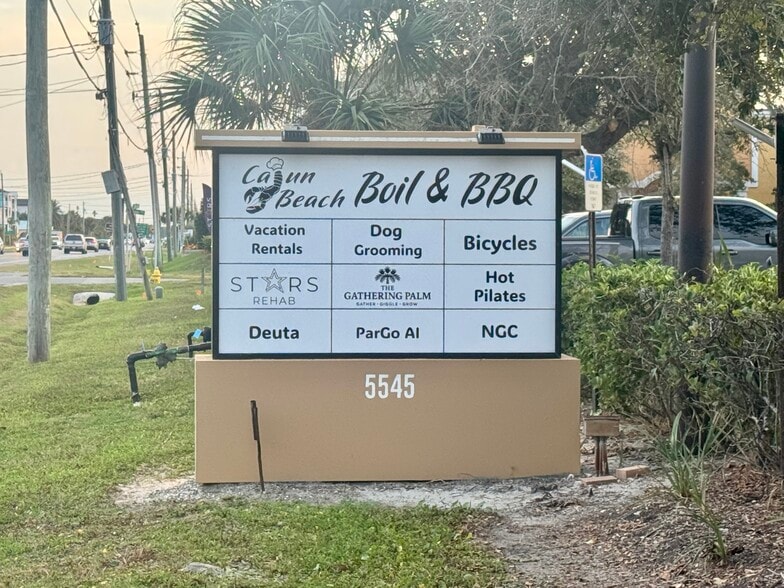 Cajun Beach Boil & BBQ
Vacation Rentals
Dog Grooming
Bicycles
STARS REHAB
THE GATHERING PALM
GATHER · GIGGLE · GROW
Hot Pilates
Deuta
ParGo AI
NGC
5545